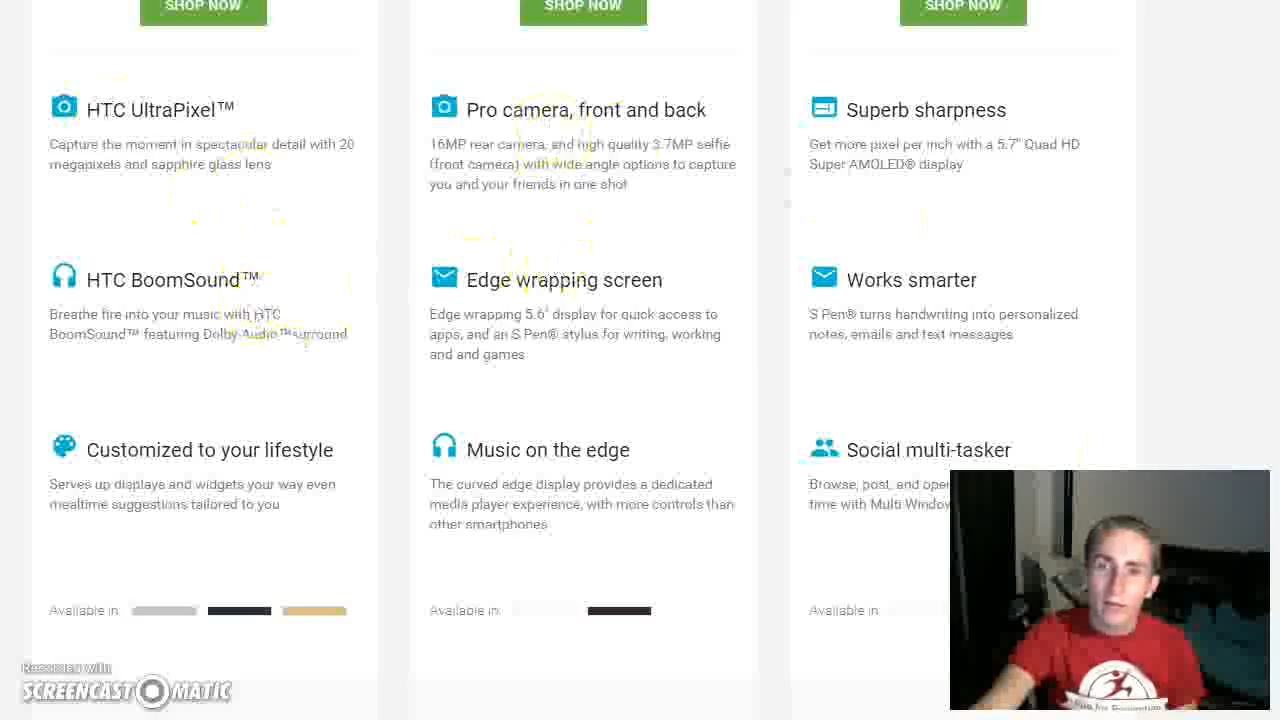 SHOP NOW
HTC UltraPixel™
Capture the moment in spectacular detail with 20
megapixels and sapphire glass lens
HTC BoomSound™
Breathe fire into your music with HTC
BoomSound™ featuring Dolby Audio™ surround
Customized to your lifestyle
Serves up displays and widgets your way even
mealtime suggestions tailored to you
Available in:
SHOP NOW
Pro camera, front and back
16MP rear camera, and high quality 3.7MP selfie
(front camera) with wide angle options to capture
you and your friends in one shot
Edge wrapping screen
Edge wrapping 5.6" display for quick access to
apps, and an S Pen® stylus for writing, working
and and games
Music on the edge
The curved edge display provides a dedicated
media player experience, with more controls than
other smartphones
Available in:
SHOP NOW
Superb sharpness
Get more pixel per inch with a 5.7" Quad HD
Super AMOLED® display
Works smarter
S Pen® turns handwriting into personalized
notes, emails and text messages
Social multi-tasker
Browse, post, and open
time with Multi Window
Available in:
Recorded with
SCREENCAST MATIC